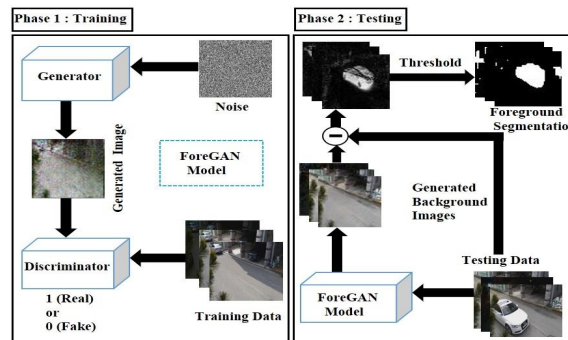 Phase 1 : Training
Generator
Noise
Generated Image
ForeGAN
Model
Discriminator
1 (Real)
or
0 (Fake)
Training Data
Phase 2 : Testing
Threshold
Foreground
Segmentation
Generated
Background
Images
Testing Data
ForeGAN
Model